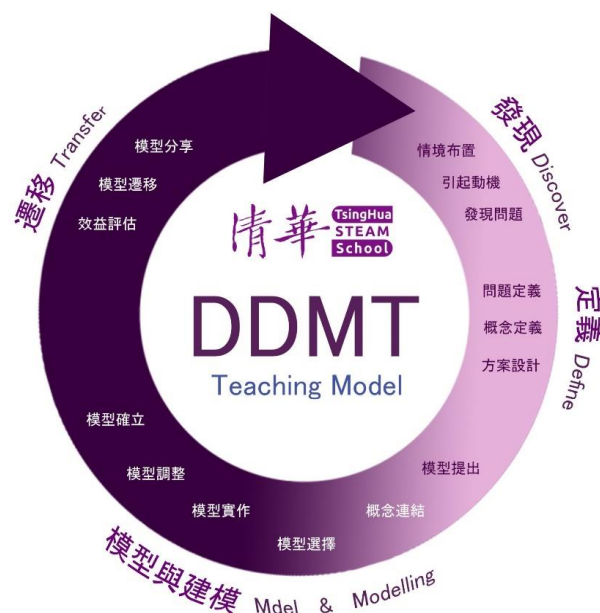 清華 TsingHua
STEAM
School
DDMT
Teaching Model
發現 Discover
情境布置
引起動機
發現問題
定義 Define
問題定義
概念定義
方案設計
模型與建模 Mdel & Modelling
模型提出
概念連結
模型選擇
模型實作
模型調整
模型確立
遷移 Transfer
效益評估
模型遷移
模型分享